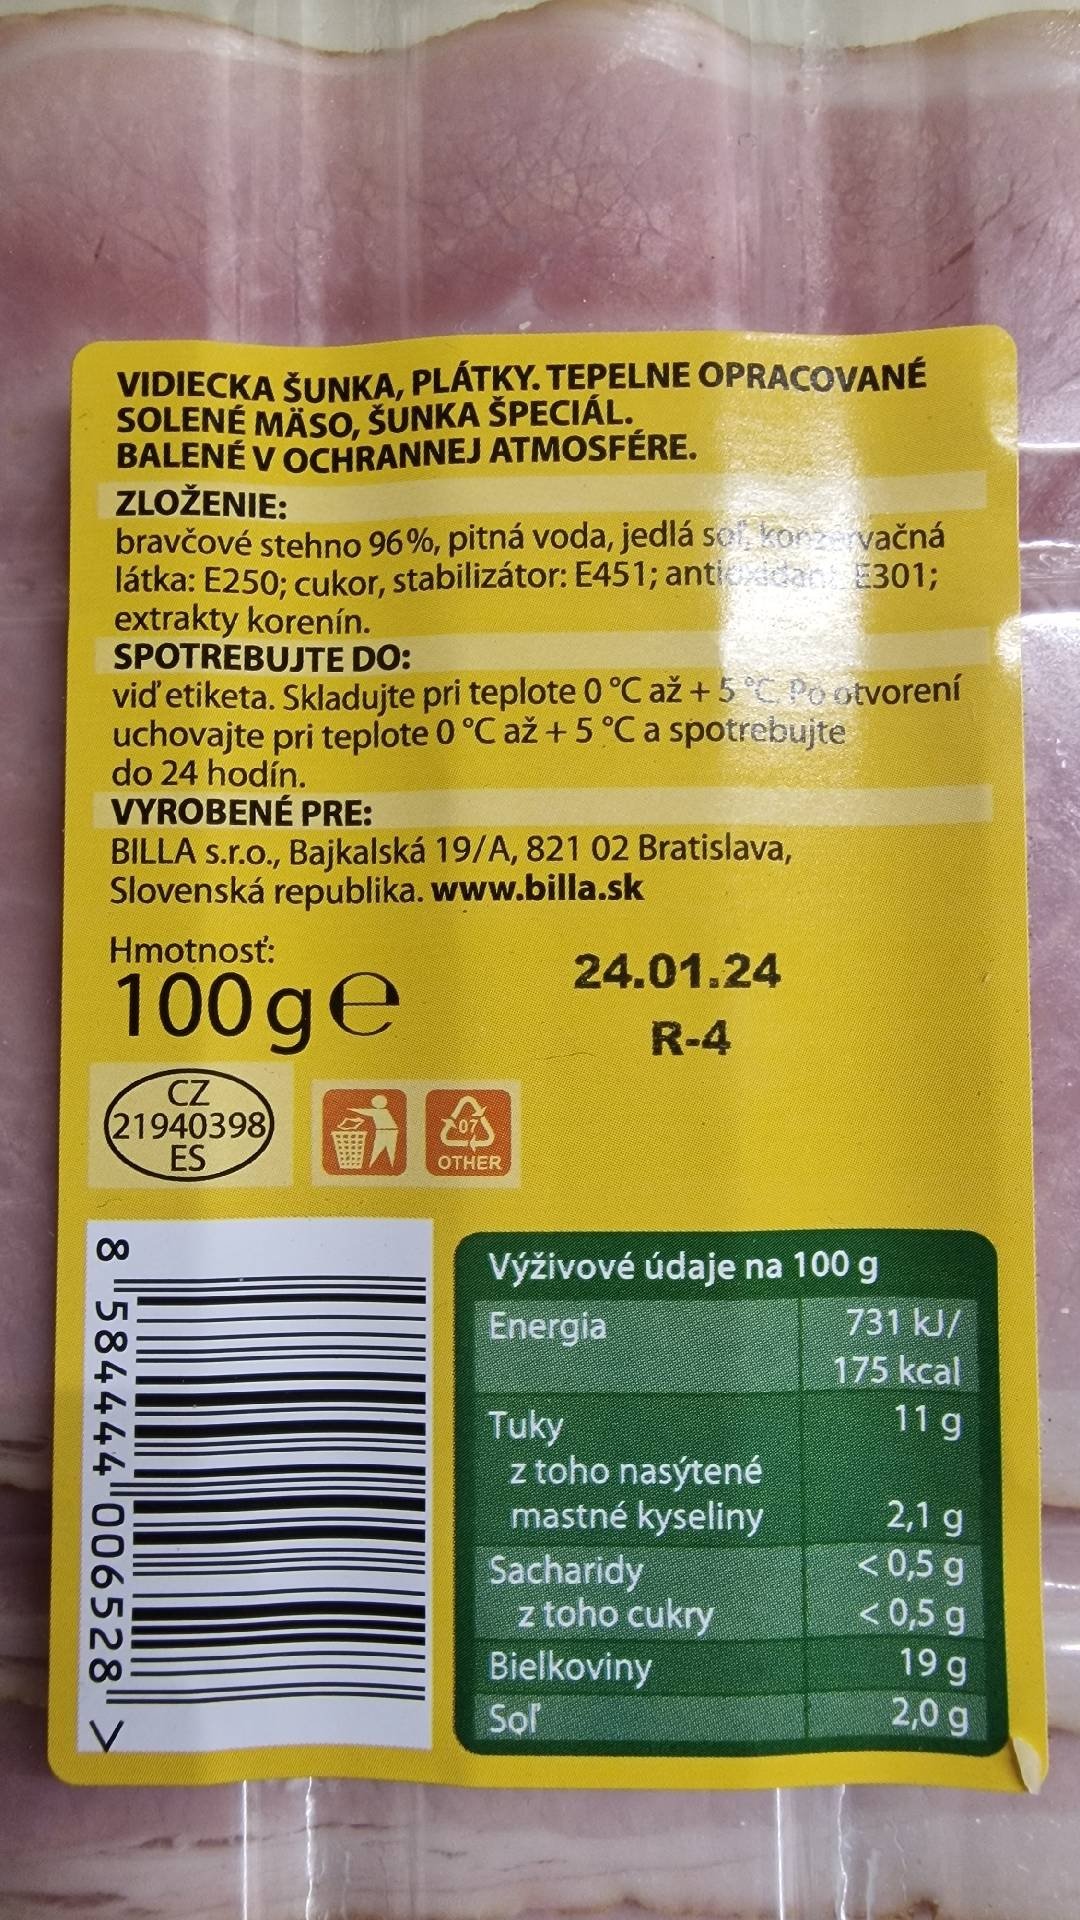 VIDIECKA ŠUNKA, PLÁTKY. TEPELNE OPRACOVANÉ
SOLENÉ MÄSO, ŠUNKA ŠPECIÁL.
BALENÉ V OCHRANNEJ ATMOSFÉRE.
ZLOŽENIE:
bravčové stehno 96%, pitná voda, jedlá soľ, konzervačná
látka: E250; cukor, stabilizátor: E451; antioxidant: E301;
extrakty korenín.
SPOTREBUJTE DO:
viď etiketa. Skladujte pri teplote 0 °C až + 5 °C. Po otvorení
uchovajte pri teplote 0 °C až + 5 °C a spotrebujte
do 24 hodín.
VYROBENÉ PRE:
BILLA s.r.o., Bajkalská 19/A, 821 02 Bratislava,
Slovenská republika. www.billa.sk
Hmotnosť:
100 g e
24.01.24
R-4
CZ
21940398
ES
07
OTHER
8 584444 006528 >
Výživové údaje na 100 g
Energia 731 kJ/
175 kcal
Tuky 11 g
z toho nasýtené
mastné kyseliny 2,1 g
Sacharidy < 0,5 g
z toho cukry < 0,5 g
Bielkoviny 19 g
Soľ 2,0 g